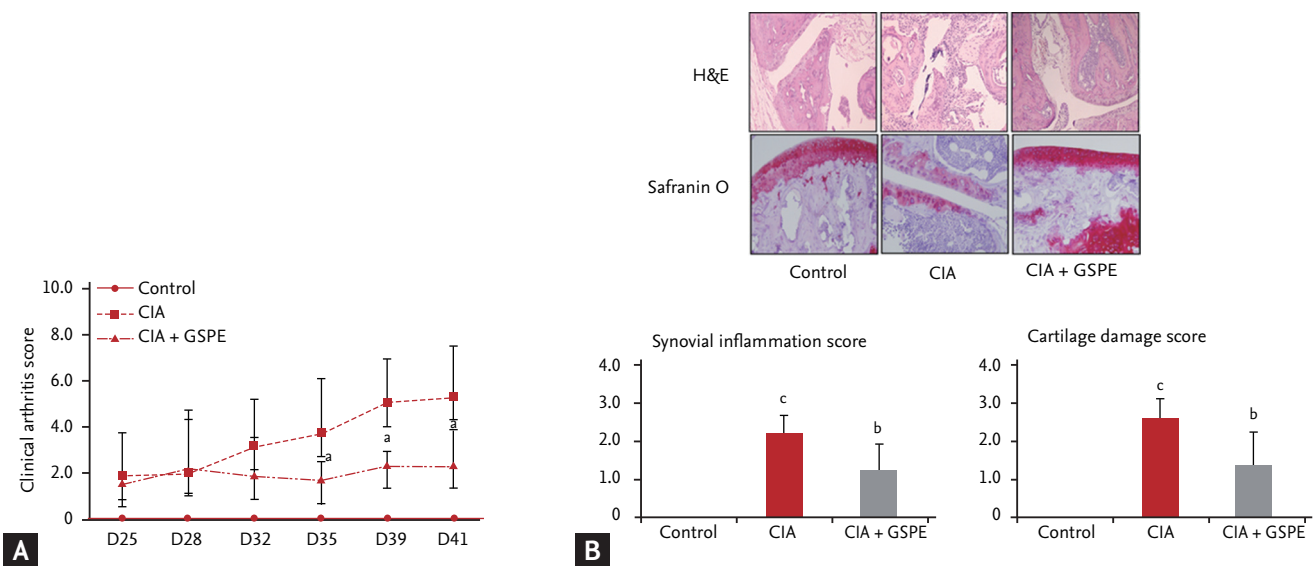 H&E
Safranin O
Control
CIA
CIA + GSPE
Clinical arthritis score
10.0
8.0
6.0
4.0
2.0
0
Control
CIA
CIA + GSPE
a
a
a
D25
D28
D32
D35
D39
D41
A
Synovial inflammation score
4.0
3.0
2.0
1.0
0
c
b
Control
CIA
CIA + GSPE
Cartilage damage score
4.0
3.0
2.0
1.0
0
c
b
Control
CIA
CIA + GSPE
B